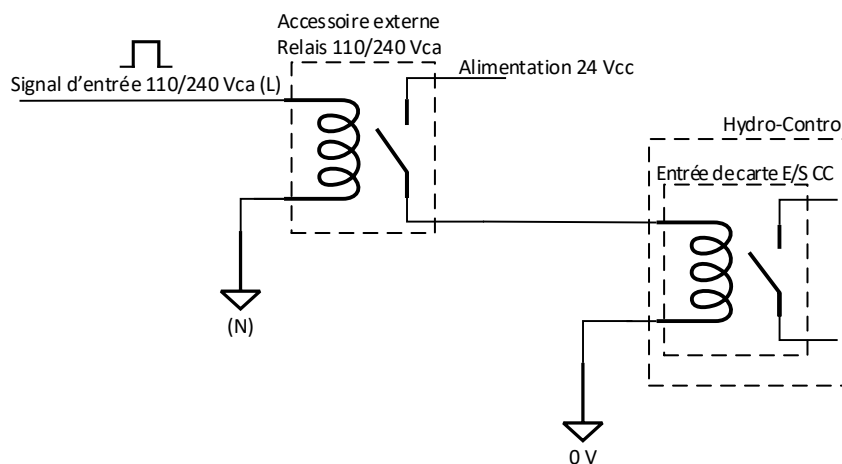 Accessoire externe
Relais 110/240 Vca
Signal d’entrée 110/240 Vca (L)
Alimentation 24 Vcc
Hydro-Contro
Entrée de carte E/S CC
(N)
0 V